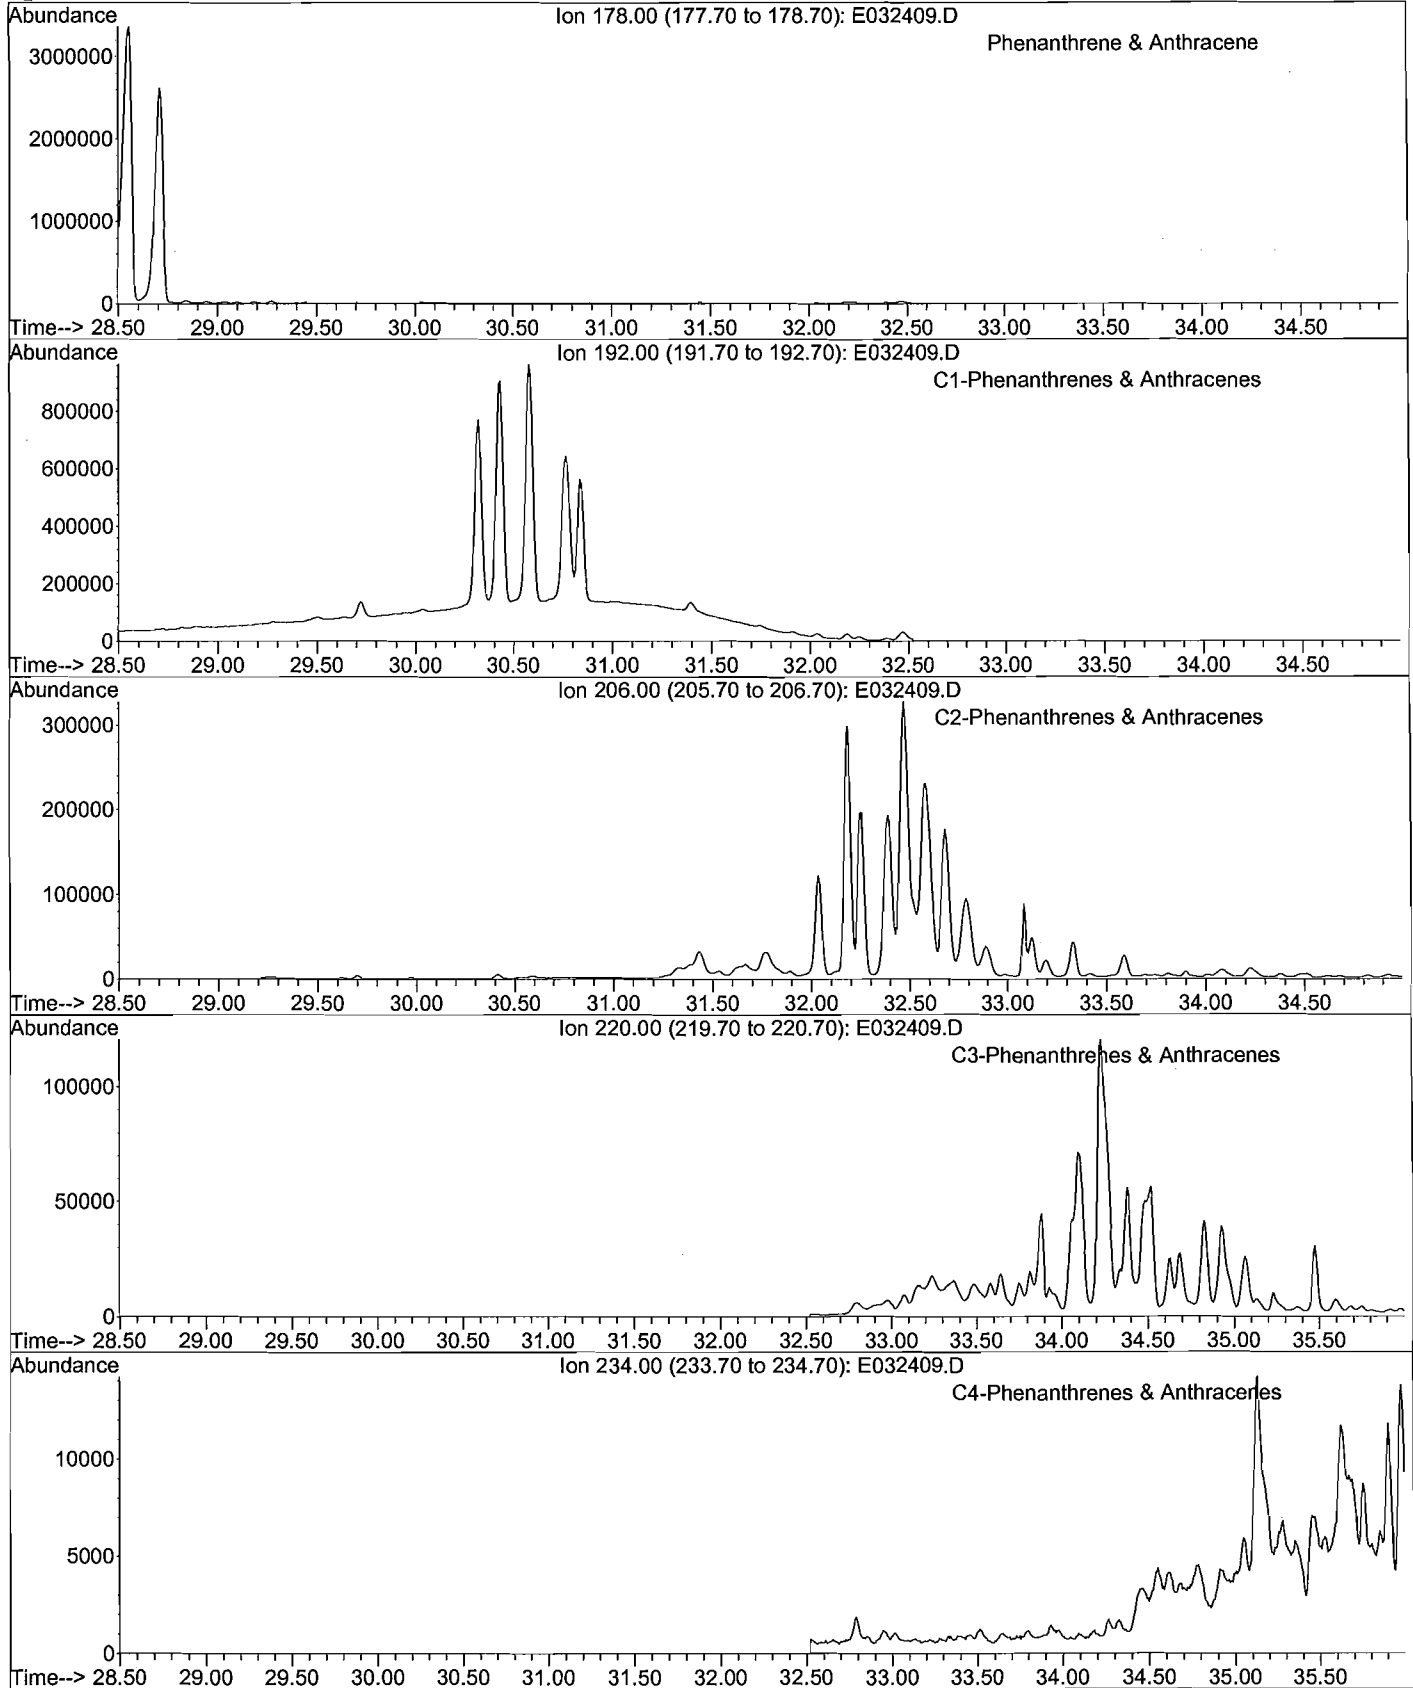 Abundance
Ion 178.00 (177.70 to 178.70): E032409.D
Phenanthrene & Anthracene
3000000
2000000
1000000
0
Time--> 28.50 29.00 29.50 30.00 30.50 31.00 31.50 32.00 32.50 33.00 33.50 34.00 34.50
Abundance
Ion 192.00 (191.70 to 192.70): E032409.D
C1-Phenanthrenes & Anthracenes
800000
600000
400000
200000
0
Time--> 28.50 29.00 29.50 30.00 30.50 31.00 31.50 32.00 32.50 33.00 33.50 34.00 34.50
Abundance
Ion 206.00 (205.70 to 206.70): E032409.D
C2-Phenanthrenes & Anthracenes
300000
200000
100000
0
Time--> 28.50 29.00 29.50 30.00 30.50 31.00 31.50 32.00 32.50 33.00 33.50 34.00 34.50
Abundance
Ion 220.00 (219.70 to 220.70): E032409.D
C3-Phenanthrenes & Anthracenes
100000
50000
0
Time--> 28.50 29.00 29.50 30.00 30.50 31.00 31.50 32.00 32.50 33.00 33.50 34.00 34.50 35.00 35.50
Abundance
Ion 234.00 (233.70 to 234.70): E032409.D
C4-Phenanthrenes & Anthracenes
10000
5000
0
Time--> 28.50 29.00 29.50 30.00 30.50 31.00 31.50 32.00 32.50 33.00 33.50 34.00 34.50 35.00 35.50